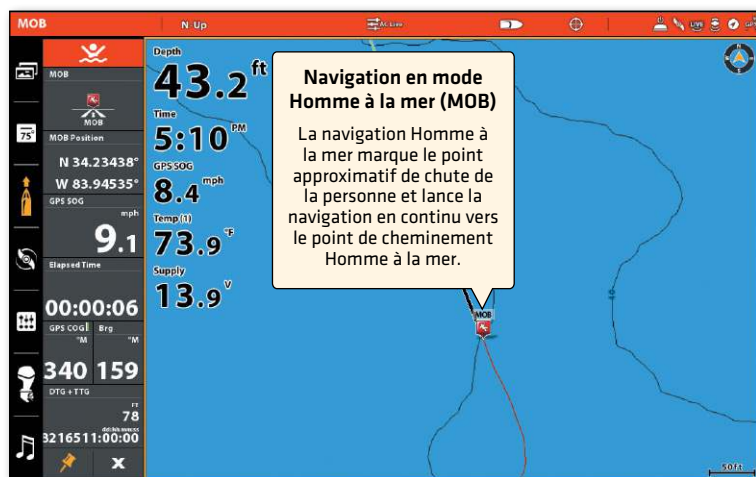 MOB
N Up
LIVE
MOB
MOB
MOB Position
N 34.23438°
W 83.94535°
GPS SOG
mph
9.1
Elapsed Time
00:00:06
GPS COG Brg
°M °M
340 159
DTG + TTG
FT
78
3216511:00:00
X
75°
Depth
43.2 ft
Time
5:10 PM
GPS SOG
8.4 mph
Temp (1)
73.9 °F
Supply
13.9 V
Navigation en mode
Homme à la mer (MOB)
La navigation Homme à
la mer marque le point
approximatif de chute de
la personne et lance la
navigation en continu vers
le point de cheminement
Homme à la mer.
MOB
50 ft